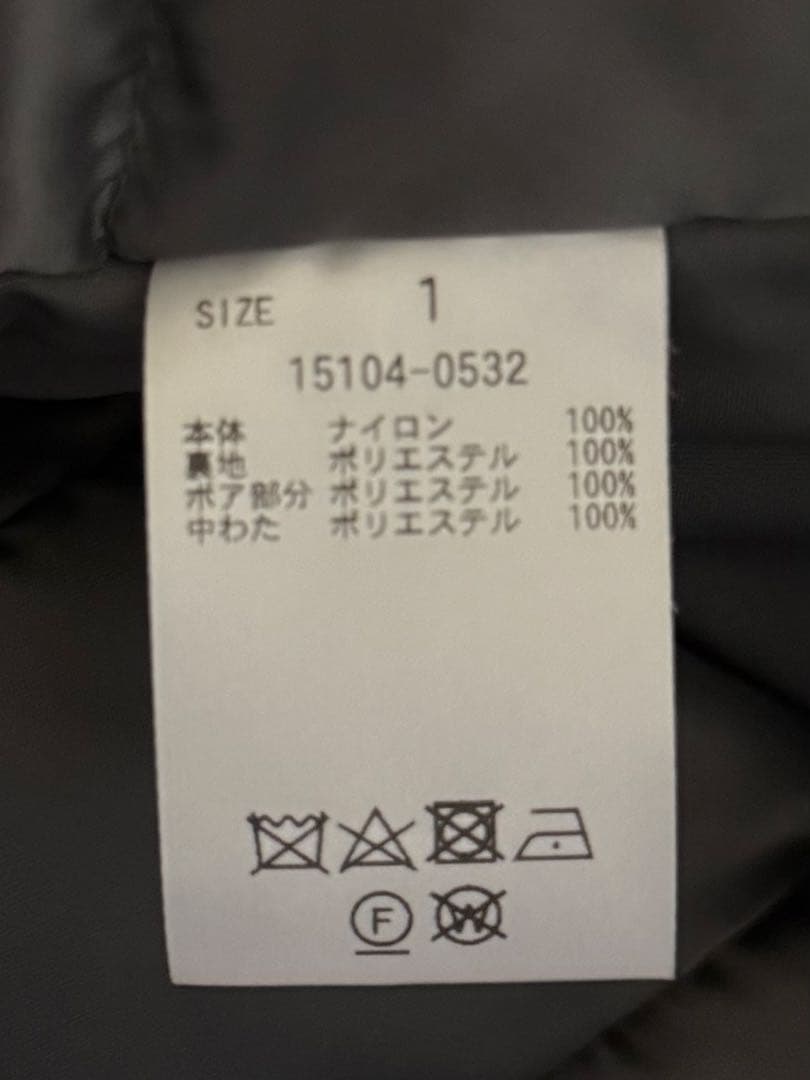 SIZE 1
15104-0532
本体 ナイロン 100%
裏地 ポリエステル 100%
ボア部分 ポリエステル 100%
中わた ポリエステル 100%
F W